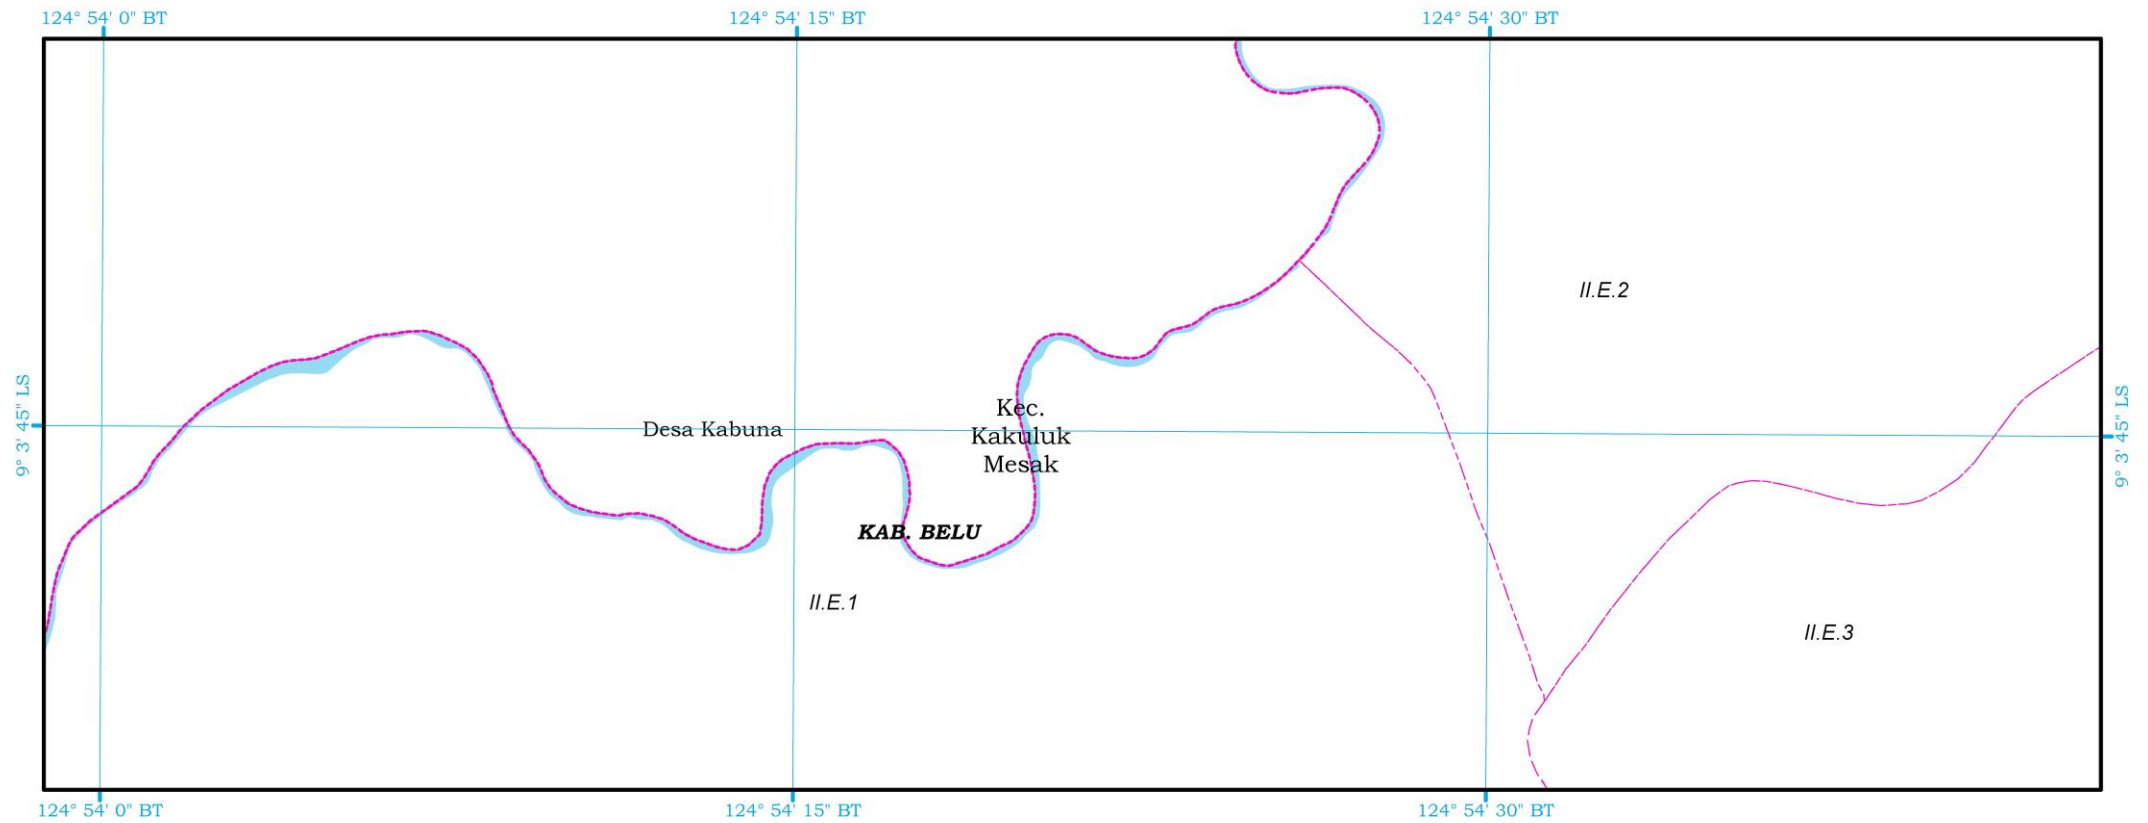 124° 54' 0" BT
124° 54' 15" BT
124° 54' 30" BT
II.E.2
9° 3' 45" LS
Desa Kabuna
Kec.
Kakuluk
Mesak
9° 3' 45" LS
KAB. BELU
II.E.1
II.E.3
124° 54' 0" BT
124° 54' 15" BT
124° 54' 30" BT